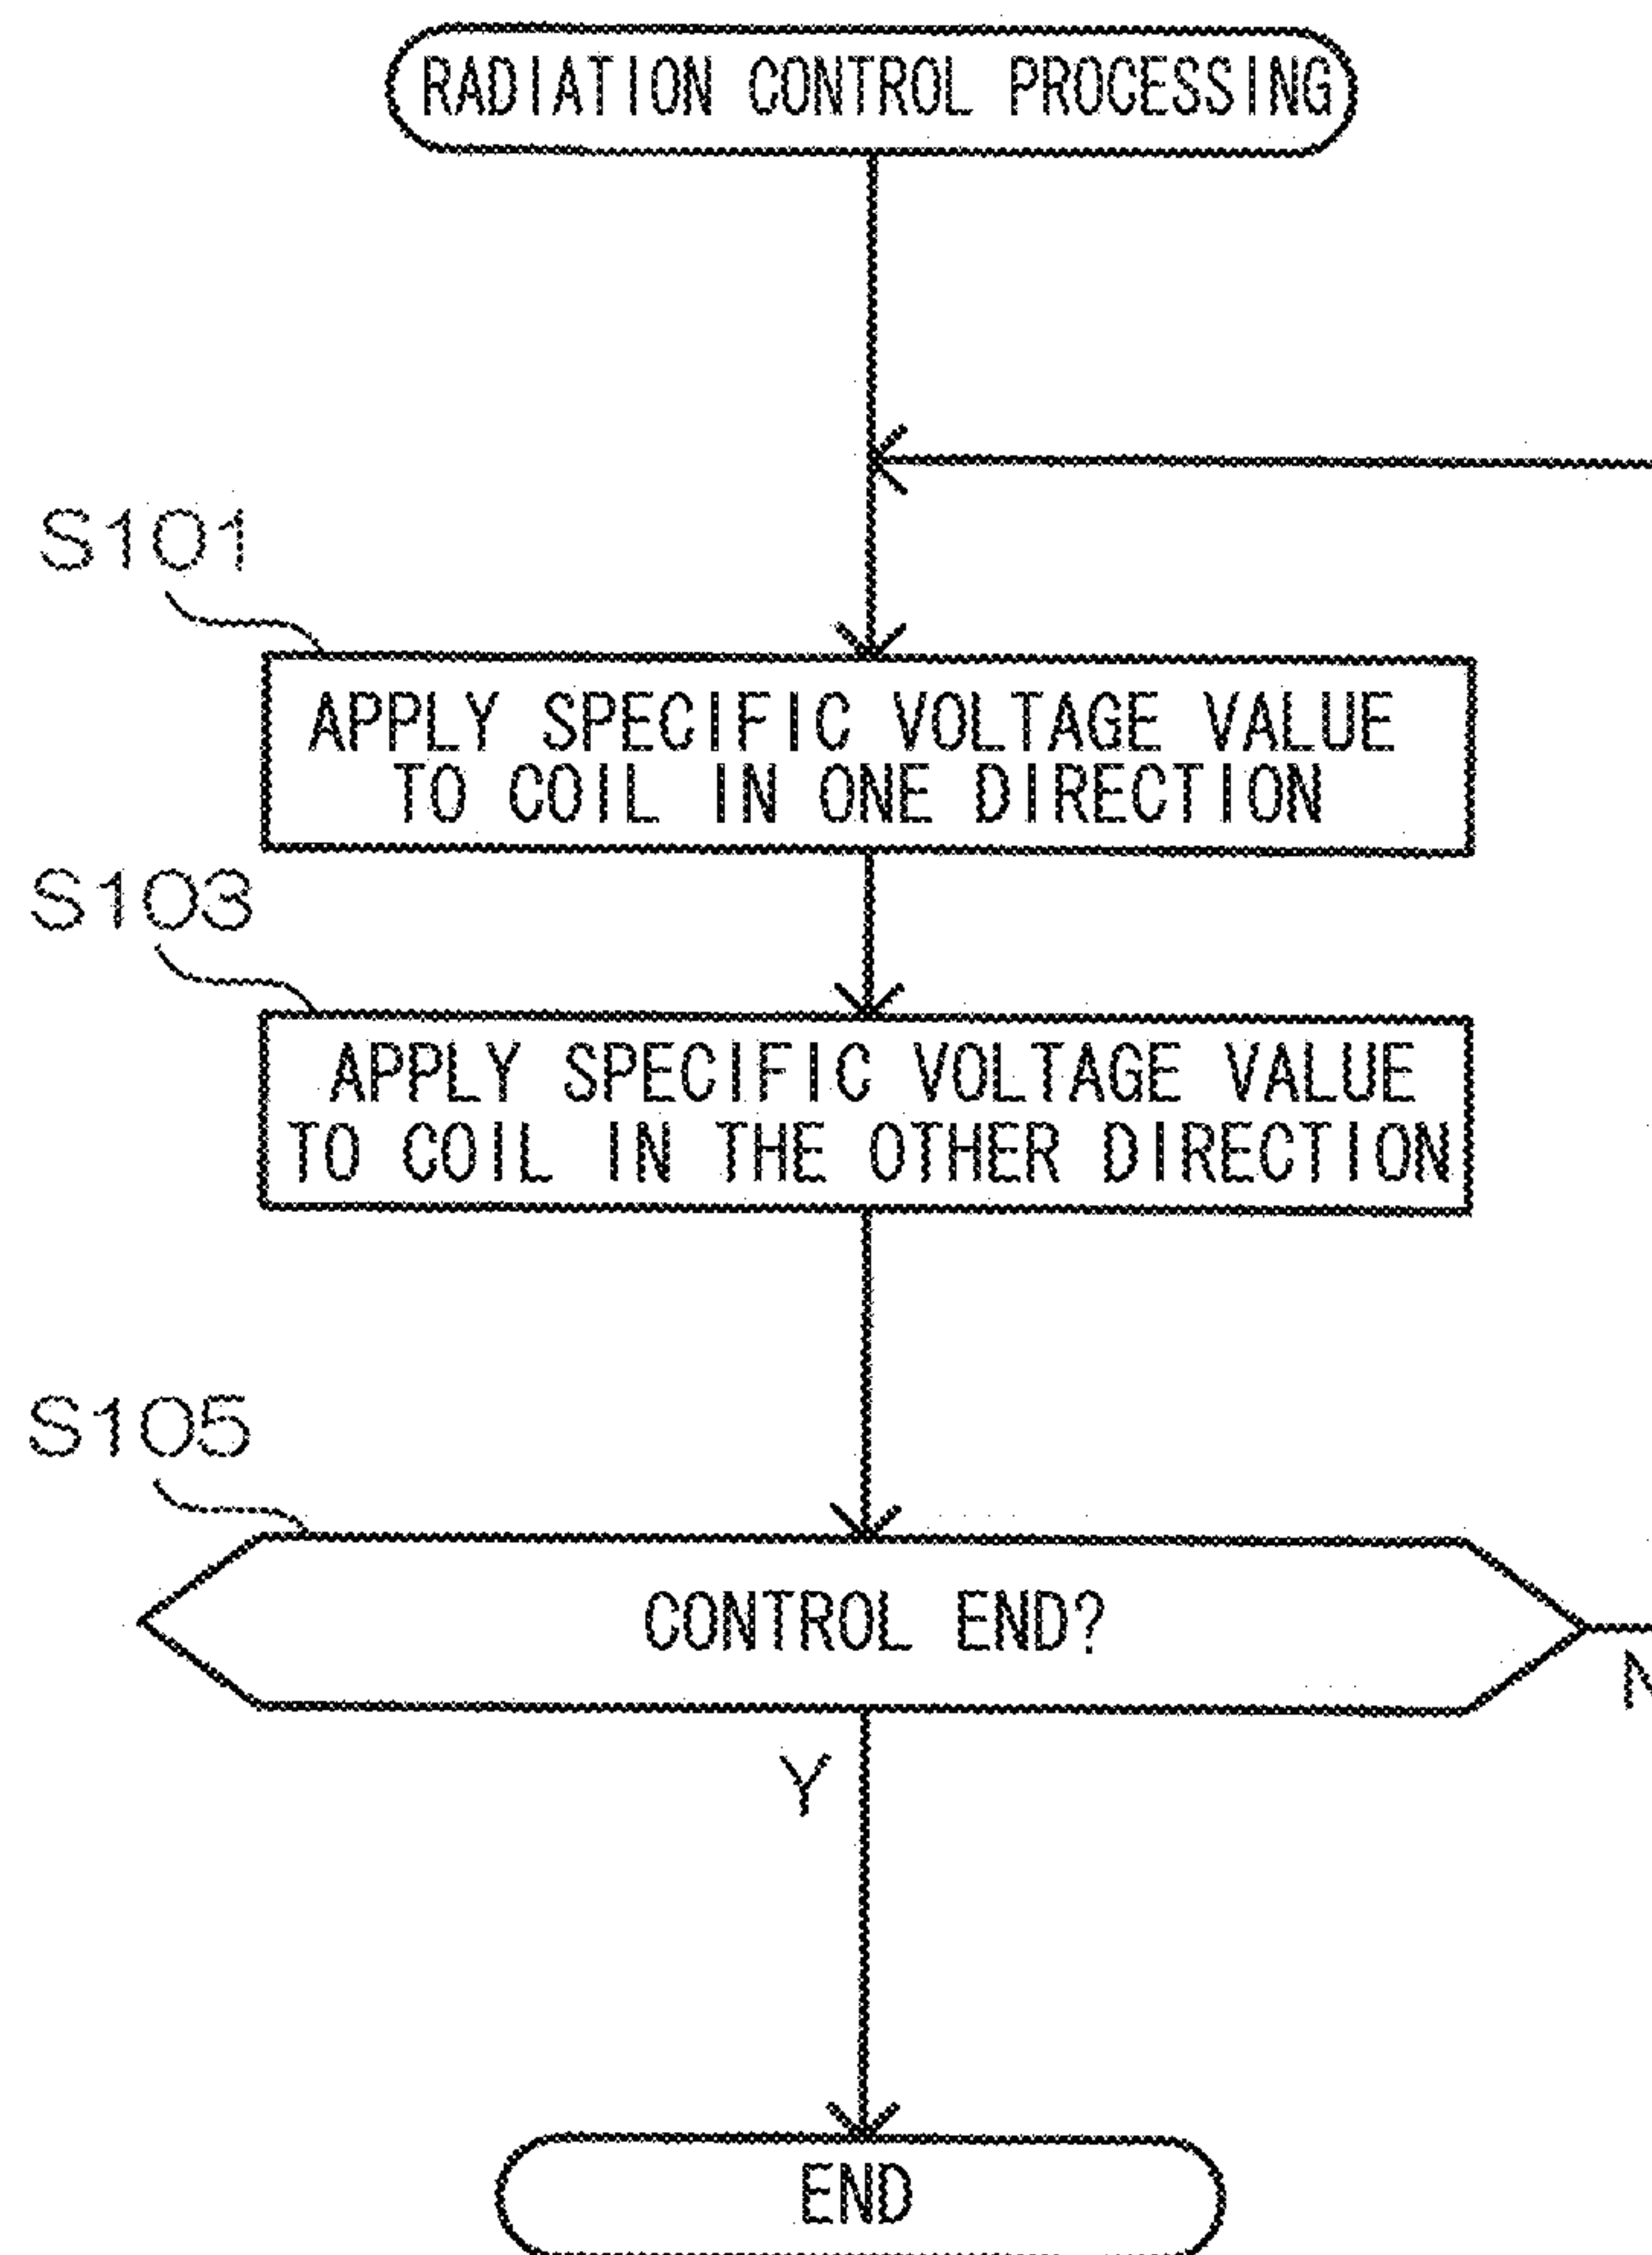 RADIATION CONTROL PROCESSING
S101
APPLY SPECIFIC VOLTAGE VALUE
TO COIL IN ONE DIRECTION
S103
APPLY SPECIFIC VOLTAGE VALUE
TO COIL IN THE OTHER DIRECTION
S105
CONTROL END?
N
Y
END